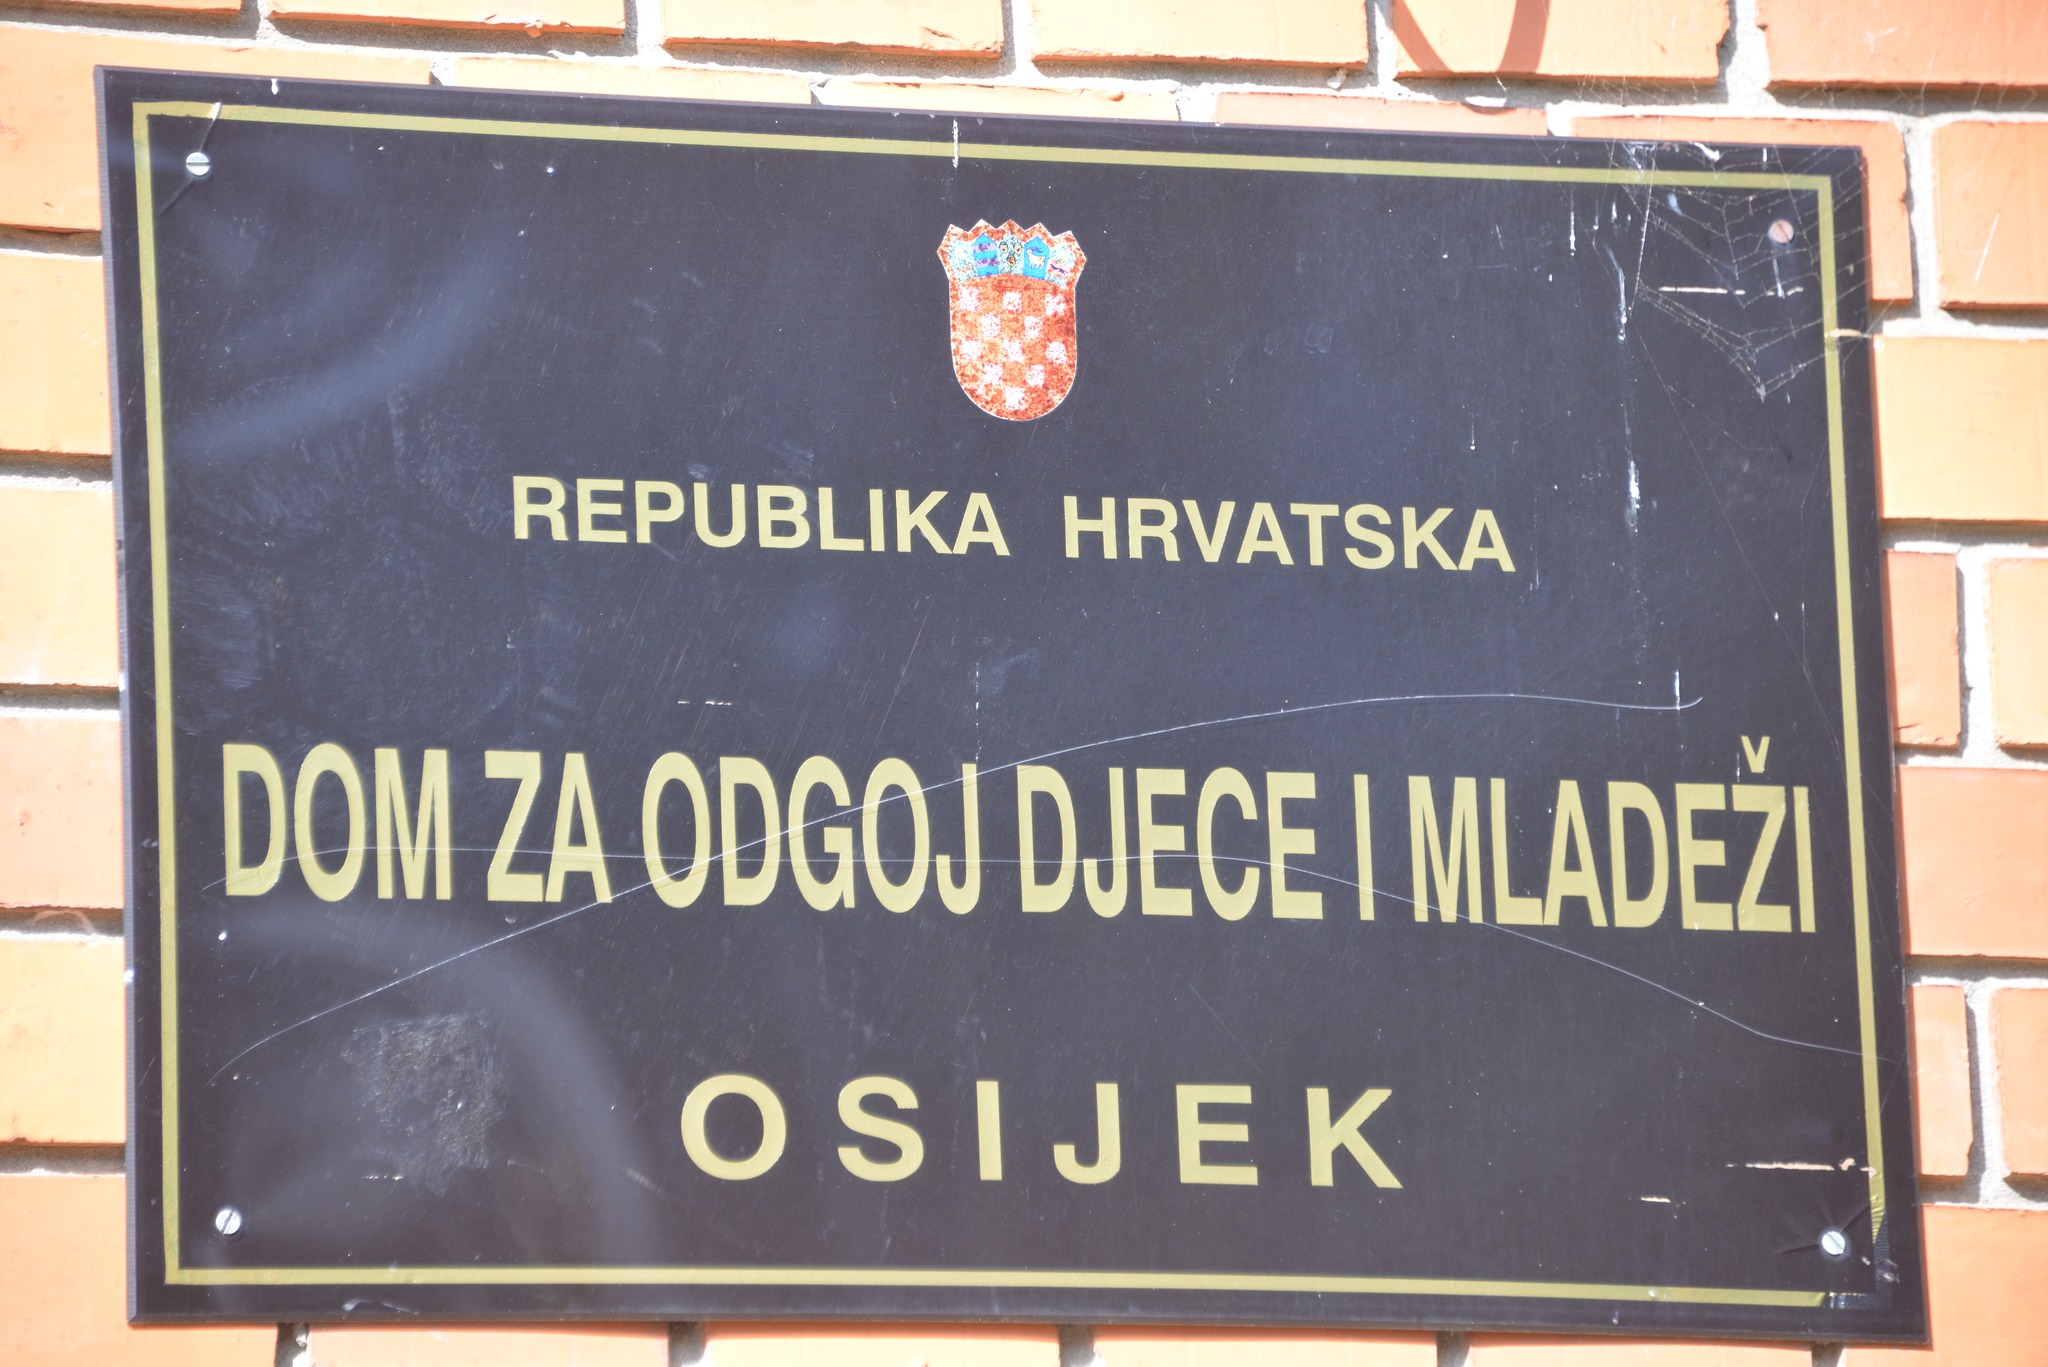 REPUBLIKA HRVATSKA
DOM ZA ODGOJ DJECE I MLADEŽI
OSIJEK